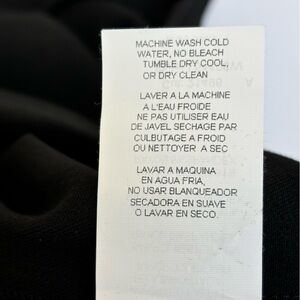 MACHINE WASH COLD
WATER, NO BLEACH
TUMBLE DRY COOL,
OR DRY CLEAN
LAVER A LA MACHINE
A L'EAU FROIDE
NE PAS UTILISER EAU
DE JAVEL SECHAGE PAR
CULBUTAGE A FROID
OU NETTOYER A SEC
LAVAR A MAQUINA
EN AGUA FRIA,
NO USAR BLANQUEADOR
SECADORA EN SUAVE
O LAVAR EN SECO.